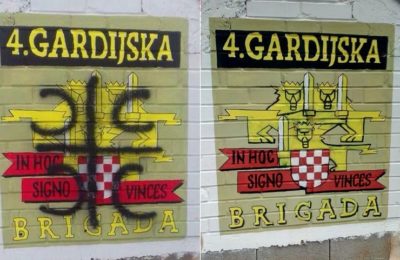 4.GARDIJSKA
IN HOC
SIGNO
VINCES
BRIGADA
4.GARDIJSKA
IN HOC
SIGNO
VINCES
BRIGADA